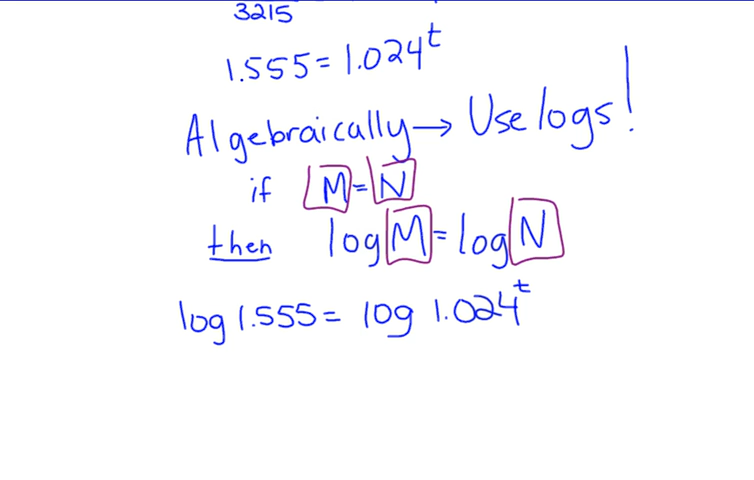 3215
1.555 = 1.024^t
Algebraically → Use logs!
if M = N
then log M = log N
log 1.555 = log 1.024^t